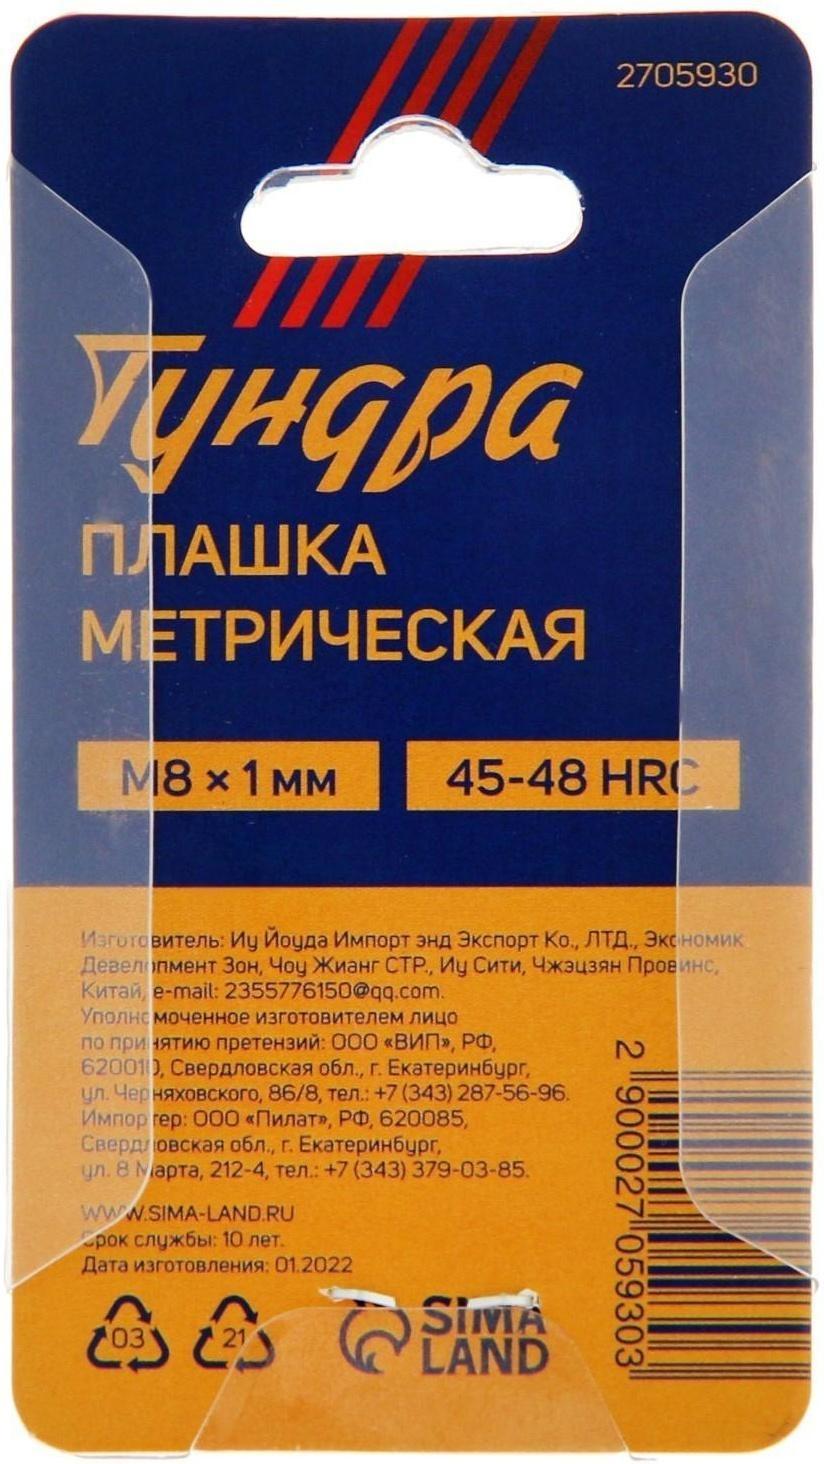 2705930
Тундра
ПЛАШКА
МЕТРИЧЕСКАЯ
М8 × 1 мм
45-48 HRC
Изготовитель: Иу Йоуда Импорт энд Экспорт Ко., ЛТД., Экономик
Девелопмент Зон, Чоу Жианг СТР., Иу Сити, Чжэцзян Провинс,
Китай, e-mail: 2355776150@qq.com.
Уполномоченное изготовителем лицо
по принятию претензий: ООО «ВИП», РФ,
620010, Свердловская обл., г. Екатеринбург,
ул. Черняховского, 86/8, тел.: +7 (343) 287-56-96.
Импортер: ООО «Пилат», РФ, 620085,
Свердловская обл., г. Екатеринбург,
ул. 8 Марта, 212-4, тел.: +7 (343) 379-03-85.
WWW.SIMA-LAND.RU
Срок службы: 10 лет.
Дата изготовления: 01.2022
03
21
SIMA
LAND
2 900027 059303